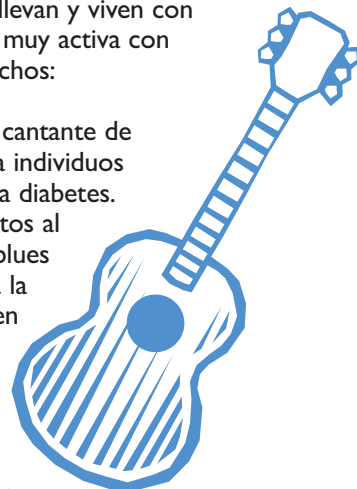 llevan y viven con
muy activa con
chos:
cantante de
a individuos
a diabetes.
tos al
blues
la
en